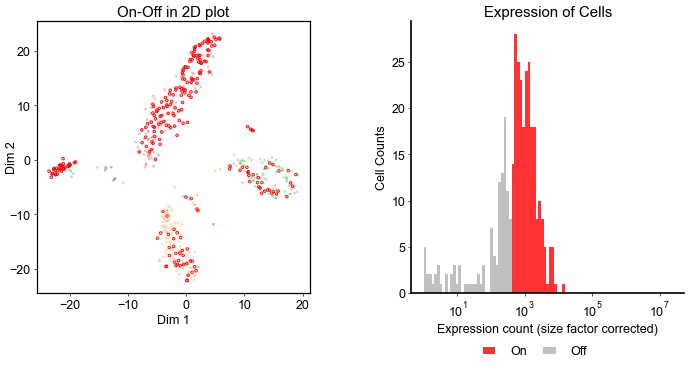 On-Off in 2D plot
20
10
0
−10
−20
Dim 2
−20 −10 0 10 20
Dim 1
Expression of Cells
25
20
15
10
5
0
Cell Counts
10^1 10^3 10^5 10^7
Expression count (size factor corrected)
On Off